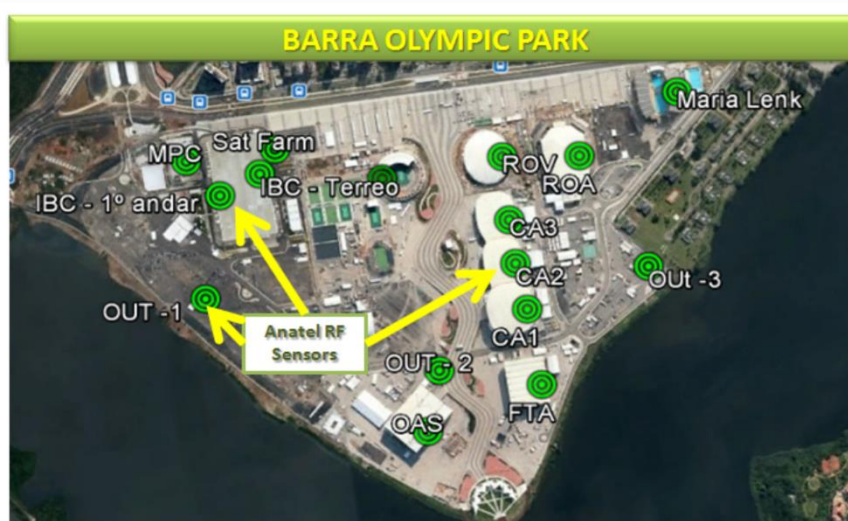 BARRA OLYMPIC PARK
Maria Lenk
Sat Farm
MPC
ROV
ROA
IBC - Terreo
IBC - 1º andar
CA3
CA2
OUt -3
OUT -1
Anatel RF
Sensors
CA1
OUT - 2
FTA
OAS